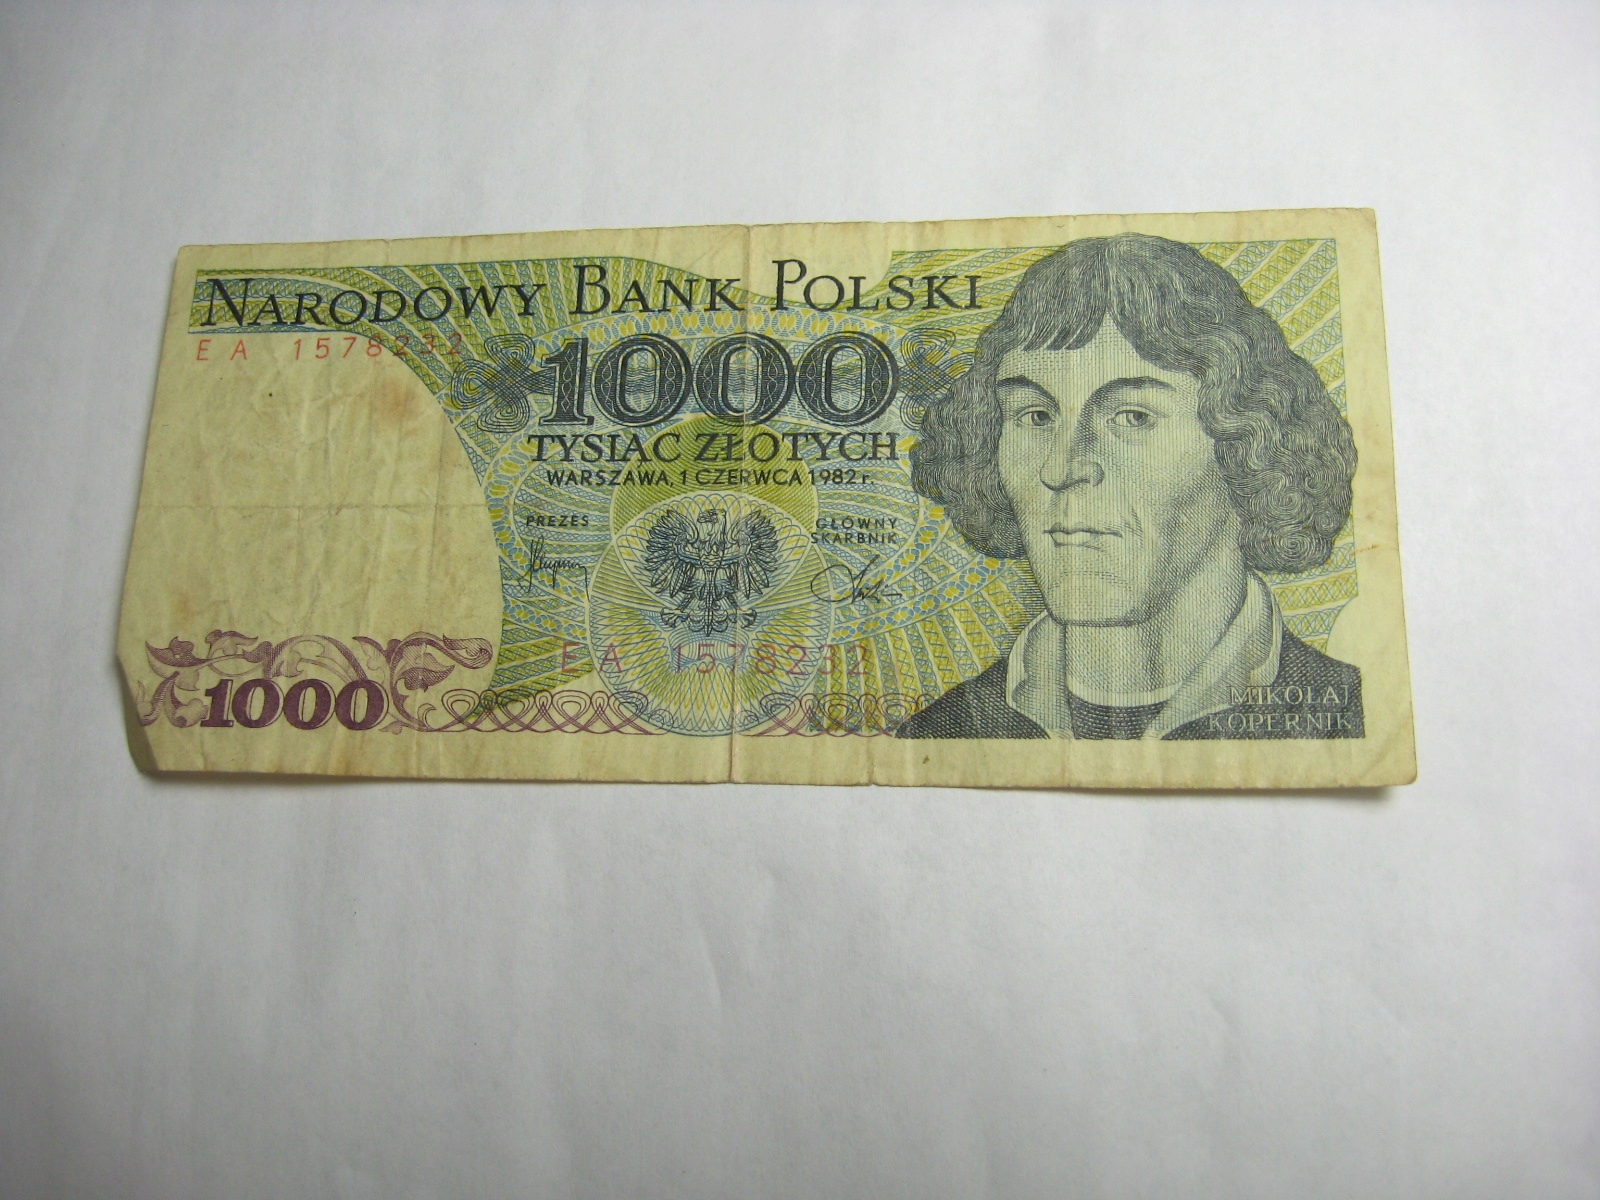 NARODOWY BANK POLSKI
EA 1578232
1000
TYSIĄC ZŁOTYCH
WARSZAWA, 1 CZERWCA 1982 r.
PREZES
GŁÓWNY
SKARBNIK
EA 1578232
1000
MIKOŁAJ
KOPERNIK